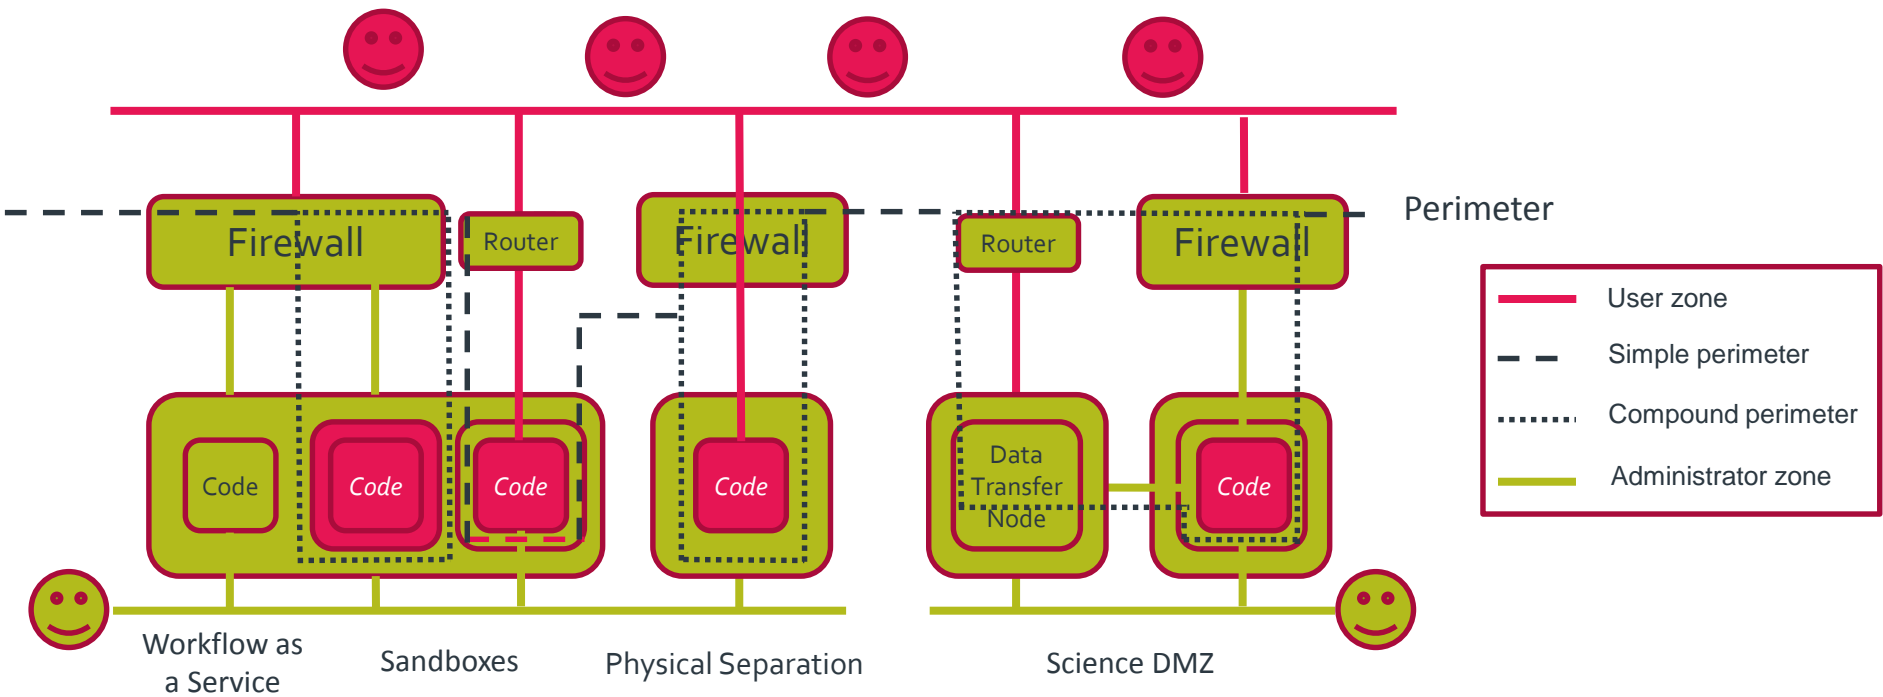 Perimeter
Firewall
Router
Firewall
Router
Firewall
User zone
Simple perimeter
Compound perimeter
Administrator zone
Code
Code
Code
Code
Data
Transfer
Node
Code
Workflow as
a Service
Sandboxes
Physical Separation
Science DMZ